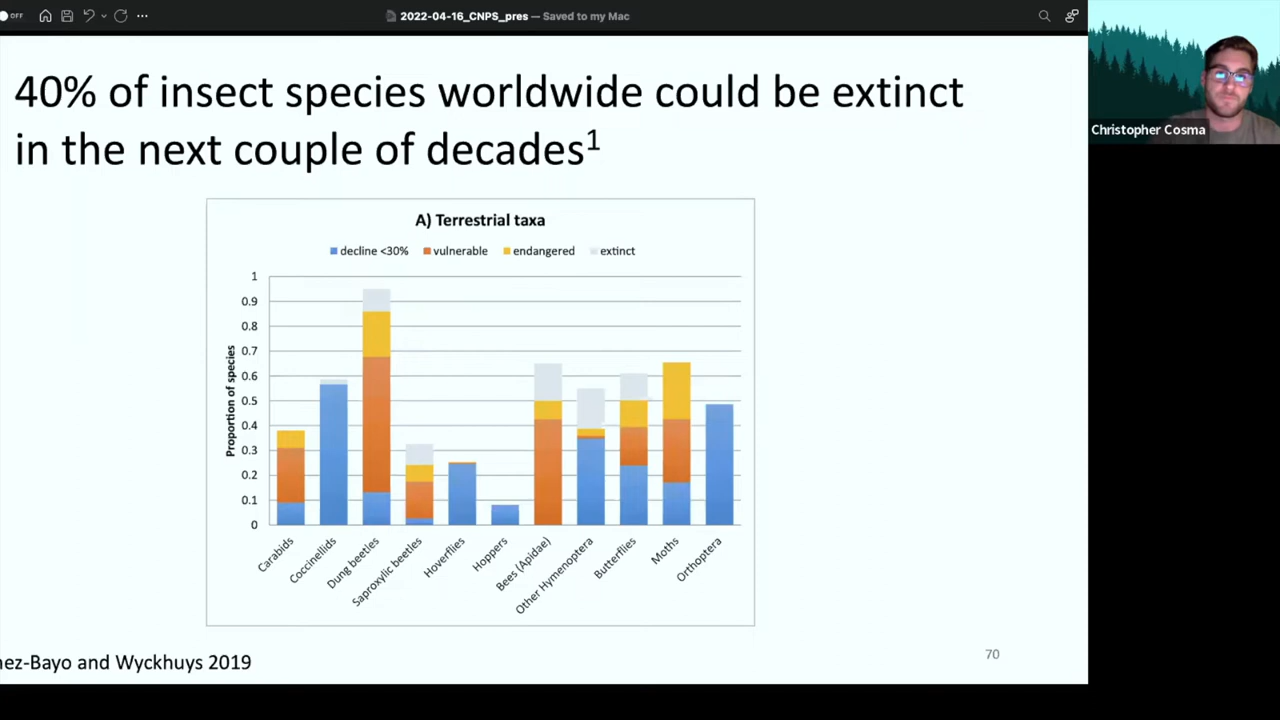 OFF
2022-04-16_CNPS_pres — Saved to my Mac
40% of insect species worldwide could be extinct
in the next couple of decades¹
Christopher Cosma
A) Terrestrial taxa
decline <30% vulnerable endangered extinct
1
0.9
0.8
0.7
0.6
0.5
0.4
0.3
0.2
0.1
0
Proportion of species
Carabids
Coccinellids
Dung beetles
Saproxylic beetles
Hoverflies
Hoppers
Bees (Apidae)
Other Hymenoptera
Butterflies
Moths
Orthoptera
ez-Bayo and Wyckhuys 2019
70